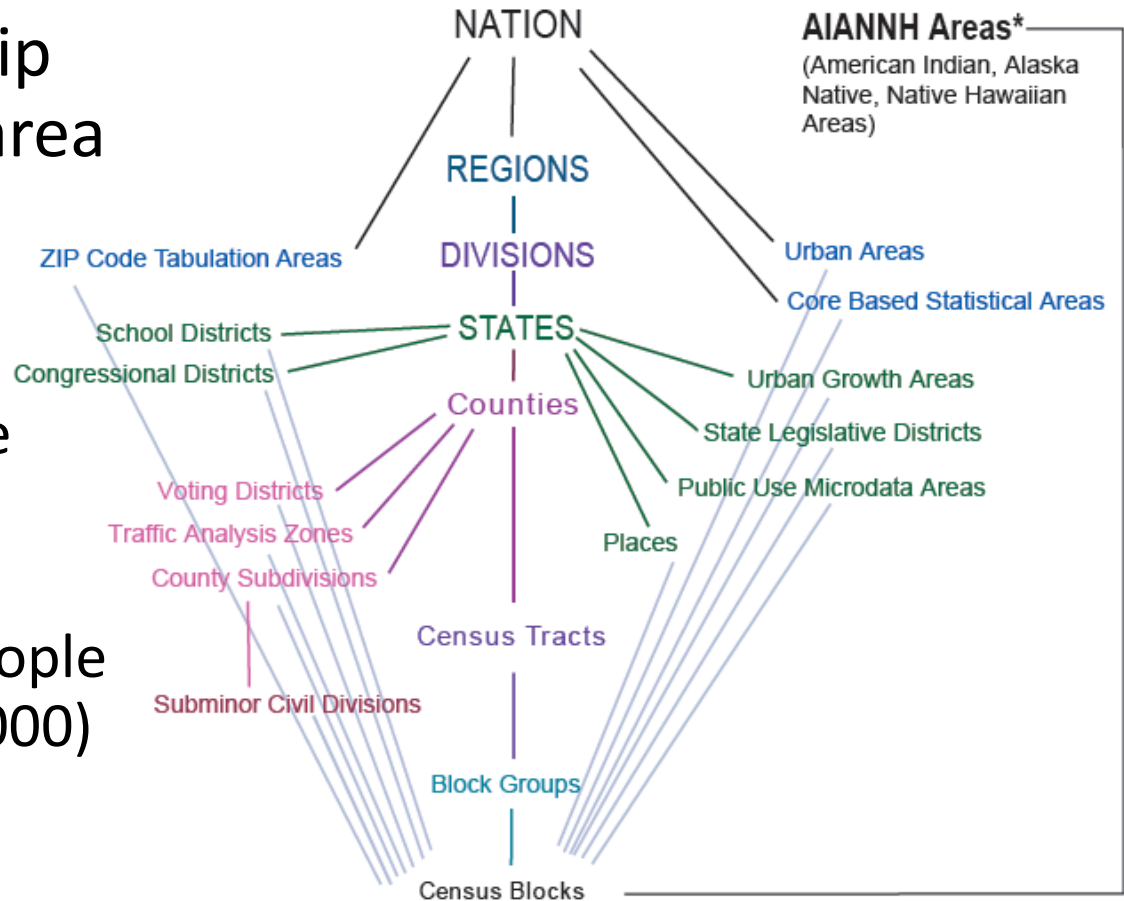 ip
area
e
ople
000)
NATION
AIANNH Areas*
(American Indian, Alaska
Native, Native Hawaiian
Areas)
REGIONS
DIVISIONS
ZIP Code Tabulation Areas
Urban Areas
Core Based Statistical Areas
STATES
School Districts
Congressional Districts
Urban Growth Areas
State Legislative Districts
Public Use Microdata Areas
Places
Counties
Voting Districts
Traffic Analysis Zones
County Subdivisions
Subminor Civil Divisions
Census Tracts
Block Groups
Census Blocks